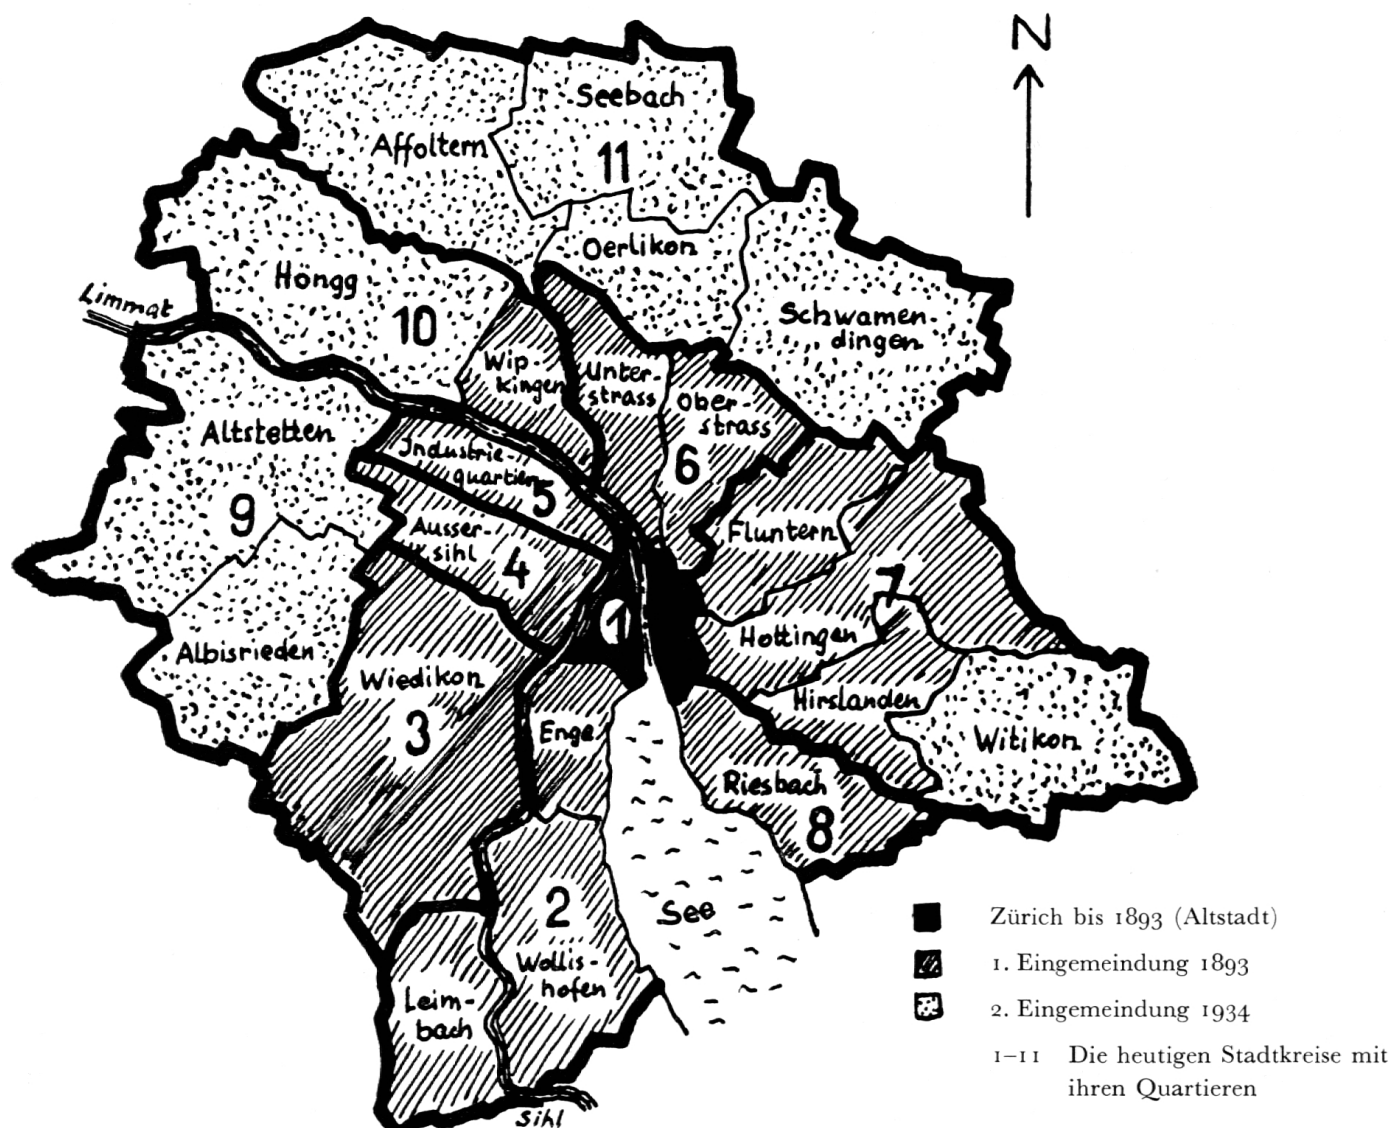 N
Seebach
Affoltern
11
Oerlikon
Höngg
Limmat
10
Schwamen-
dingen
Wip-
kingen
Unter-
strass
Ober-
strass
6
Altstetten
Industrie-
quartier
5
9
Ausser-
sihl
4
Fluntern
7
1
Hottingen
Albisrieden
Wiedikon
3
Hirslanden
Enge
Witikon
Riesbach
8
2
See
Wollis-
hofen
Leim-
bach
Sihl
Zürich bis 1893 (Altstadt)
1. Eingemeindung 1893
2. Eingemeindung 1934
1–11 Die heutigen Stadtkreise mit
ihren Quartieren